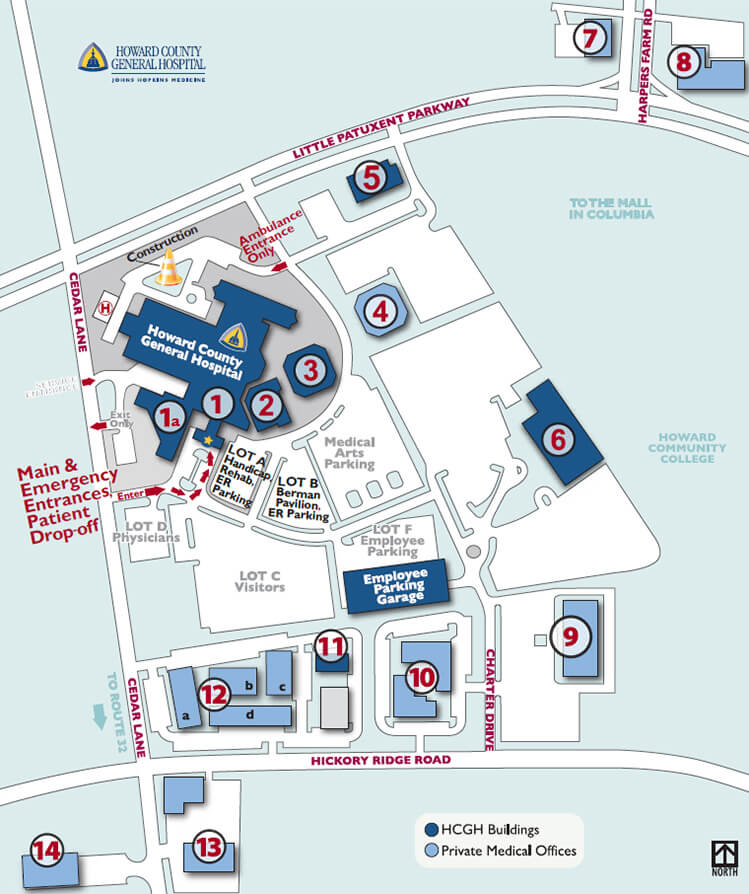 HOWARD COUNTY
GENERAL HOSPITAL
JOHNS HOPKINS MEDICINE
7
8
HARPERS FARM RD
LITTLE PATUXENT PARKWAY
5
TO THE MALL
IN COLUMBIA
Construction
Ambulance
Entrance
Only
CEDAR LANE
H
4
Howard County
General Hospital
3
SERVICE
ENTRANCE
1a
1
2
Exit
Only
6
HOWARD
COMMUNITY
COLLEGE
Medical
Arts
Parking
LOT A
Handicap,
Rehab,
ER
Parking
LOT B
Berman
Pavilion,
ER Parking
Main &
Emergency
Entrances,
Patient
Drop-off
Enter
LOT D
Physicians
LOT F
Employee
Parking
LOT C
Visitors
Employee
Parking
Garage
9
11
10
12
a
b
c
d
CHARTER DRIVE
CEDAR LANE
TO ROUTE 32
HICKORY RIDGE ROAD
14
13
HCGH Buildings
Private Medical Offices
NORTH